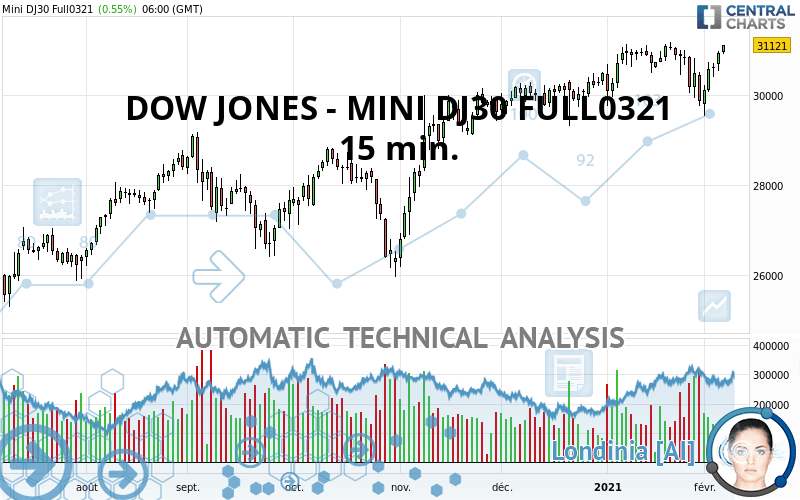 Mini DJ30 Full0321 (0.55%) 06:00 (GMT)
CENTRAL
CHARTS
31121
30000
DOW JONES - MINI DJ30 FULL0321
15 min.
92
28000
26000
AUTOMATIC TECHNICAL ANALYSIS
400000
300000
200000
Londinia [AI]
août sept. oct. nov. déc. 2021 févr.